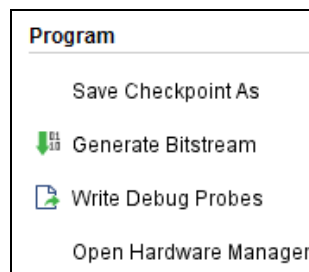 Program
Save Checkpoint As
Generate Bitstream
Write Debug Probes
Open Hardware Manager